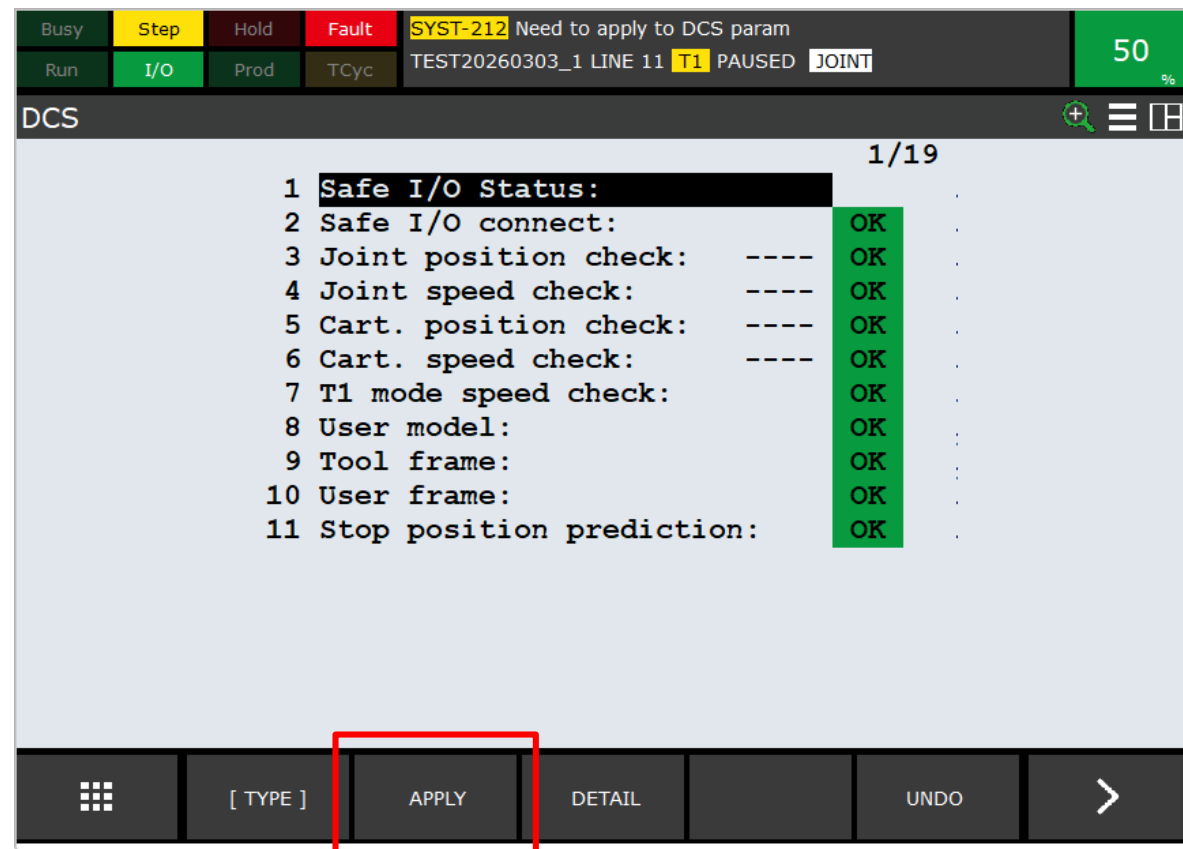 Busy Step Hold Fault SYST-212 Need to apply to DCS param
Run I/O Prod TCyc TEST20260303_1 LINE 11 T1 PAUSED JOINT 50 %
DCS
1/19
1 Safe I/O Status:
2 Safe I/O connect: OK
3 Joint position check: ---- OK
4 Joint speed check: ---- OK
5 Cart. position check: ---- OK
6 Cart. speed check: ---- OK
7 T1 mode speed check: OK
8 User model: OK
9 Tool frame: OK
10 User frame: OK
11 Stop position prediction: OK
[ TYPE ] APPLY DETAIL UNDO